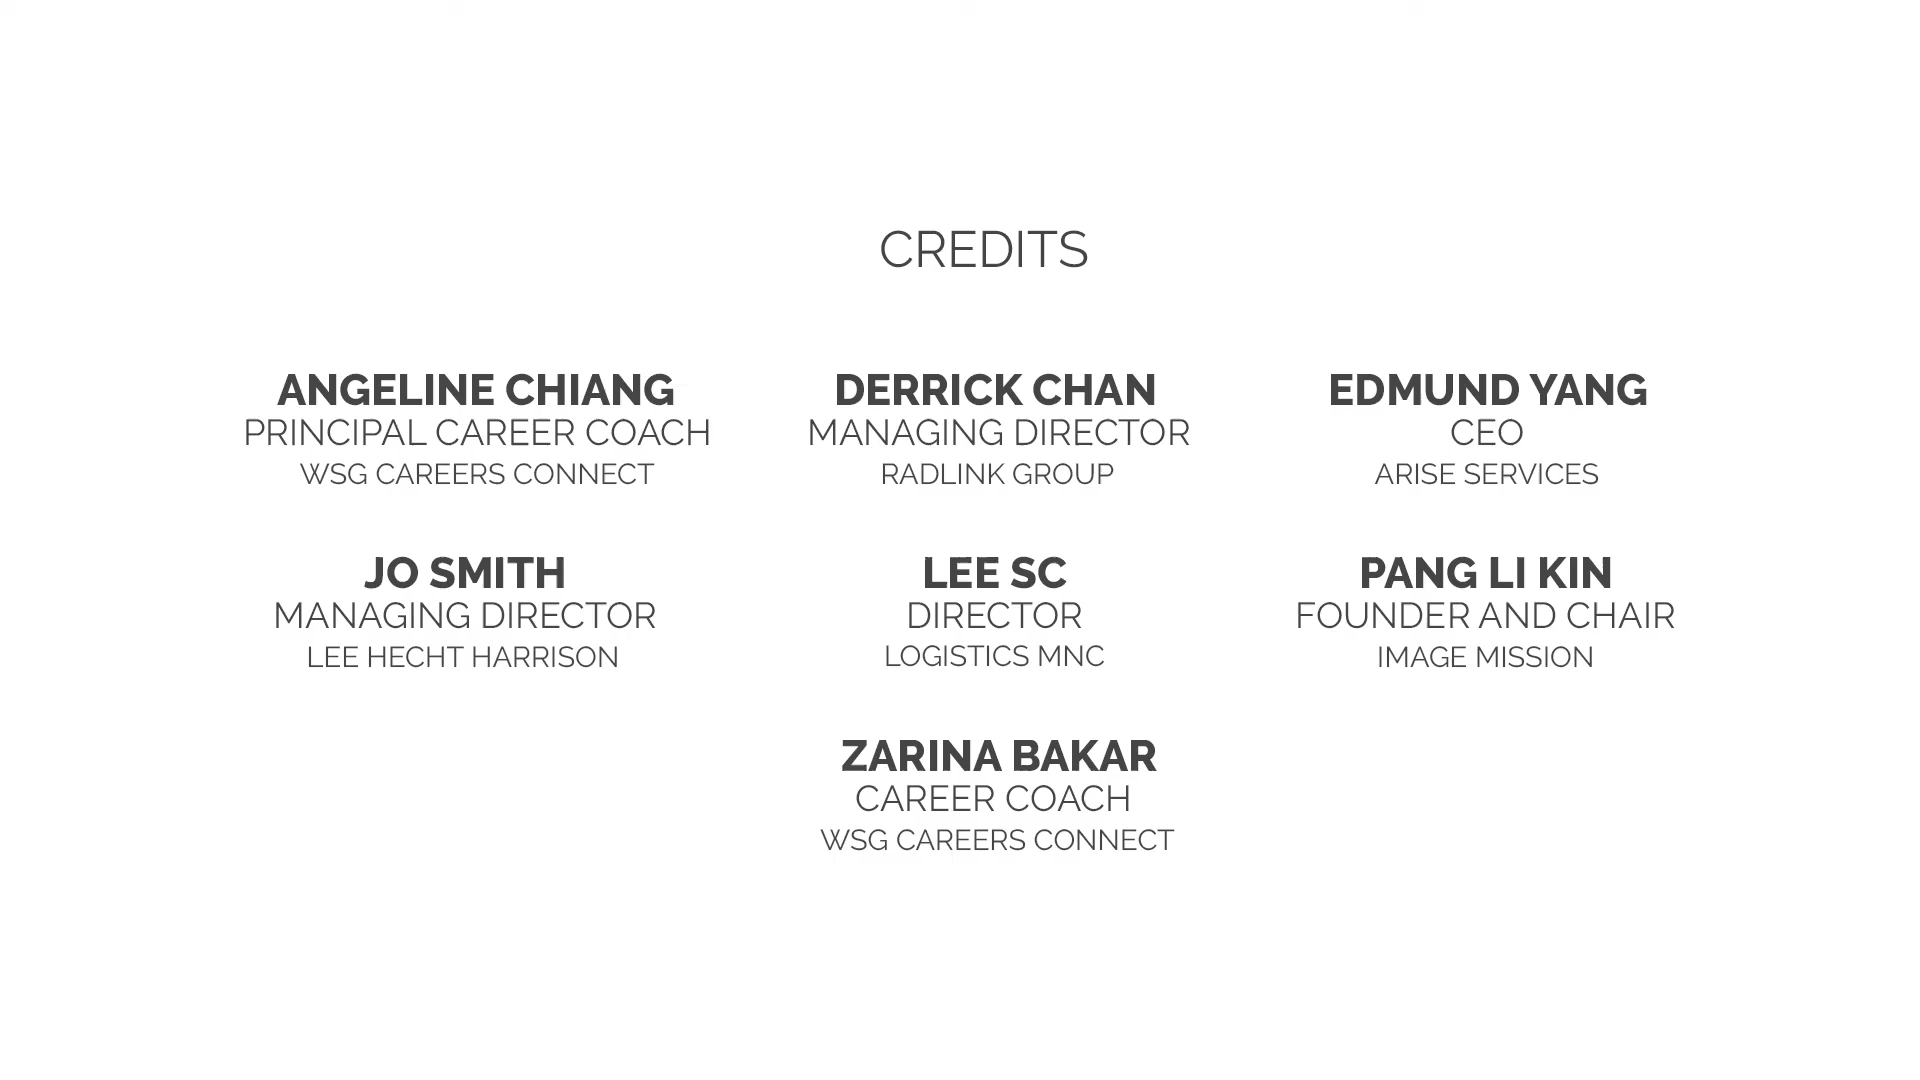 CREDITS
ANGELINE CHIANG
PRINCIPAL CAREER COACH
WSG CAREERS CONNECT
DERRICK CHAN
MANAGING DIRECTOR
RADLINK GROUP
EDMUND YANG
CEO
ARISE SERVICES
JO SMITH
MANAGING DIRECTOR
LEE HECHT HARRISON
LEE SC
DIRECTOR
LOGISTICS MNC
PANG LI KIN
FOUNDER AND CHAIR
IMAGE MISSION
ZARINA BAKAR
CAREER COACH
WSG CAREERS CONNECT